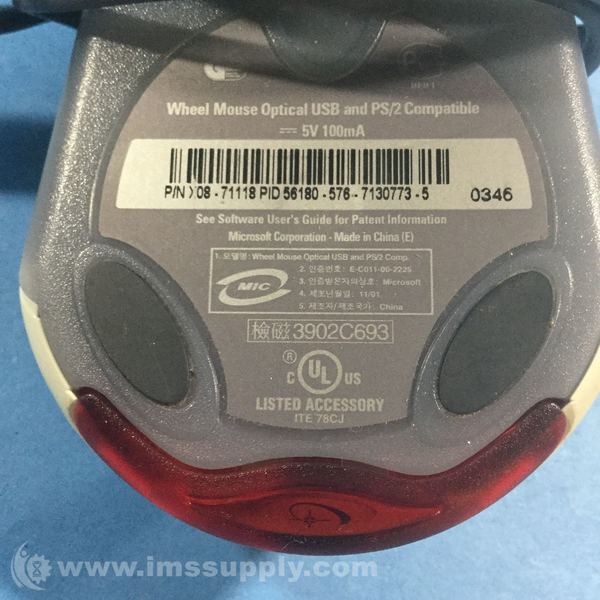 Wheel Mouse Optical USB and PS/2 Compatible
5V 100mA
P/N X08-71118 PID 56180-576-7130773-5 0346
See Software User's Guide for Patent Information
Microsoft Corporation - Made in China (E)
1. 모델명: Wheel Mouse Optical USB and PS/2 Comp.
2. 인증번호: E-C011-00-2225
3. 인증받은자의상호: Microsoft
4. 제조년월일: 11/01
5. 제조자/제조국가: China
MIC
檢磁 3902C693
® C UL US
LISTED ACCESSORY
ITE 78CJ
www.imssupply.com